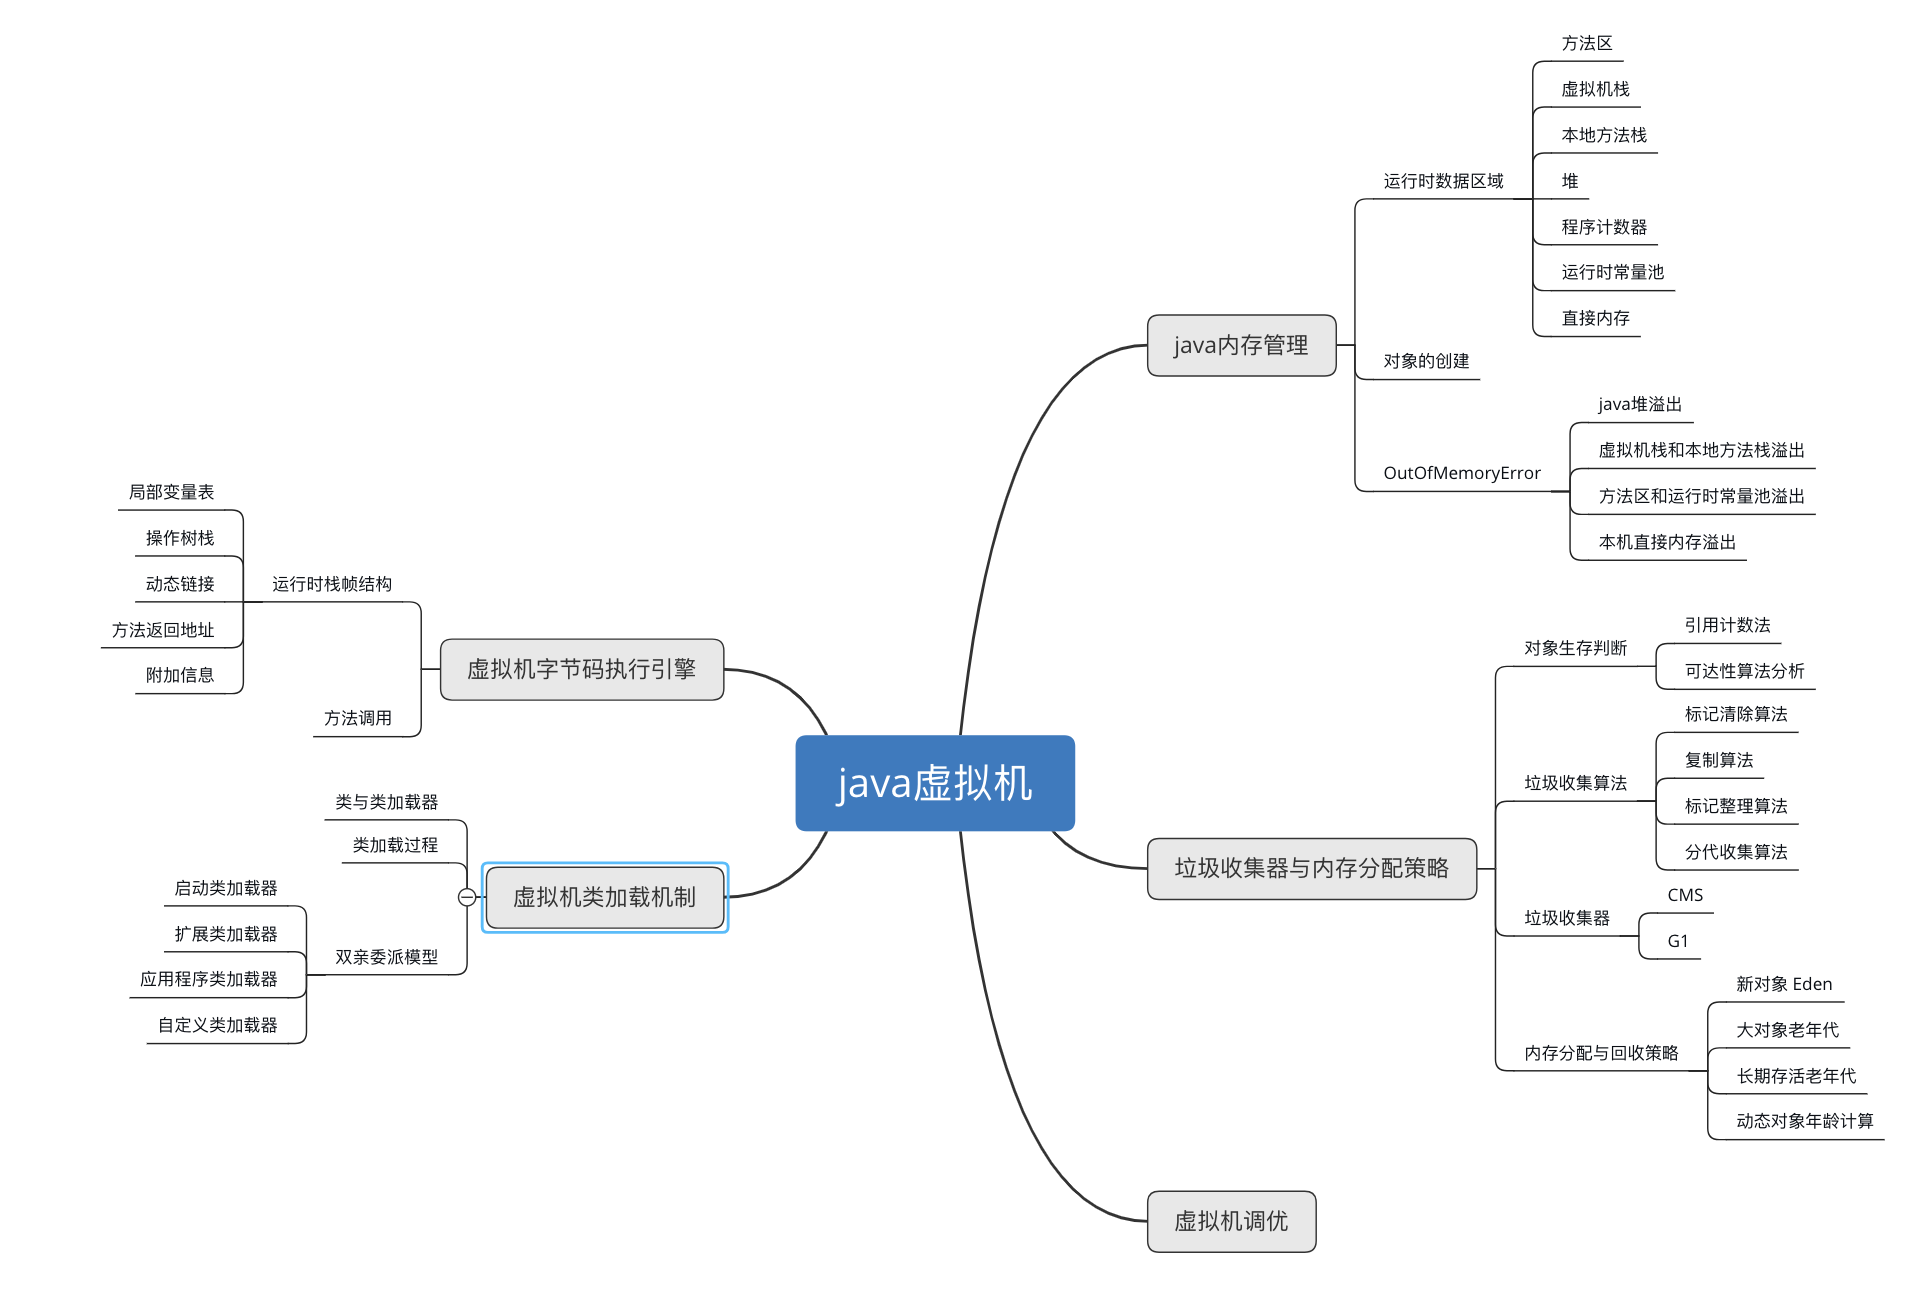 java虚拟机
java内存管理
运行时数据区域
方法区
虚拟机栈
本地方法栈
堆
程序计数器
运行时常量池
直接内存
对象的创建
OutOfMemoryError
java堆溢出
虚拟机栈和本地方法栈溢出
方法区和运行时常量池溢出
本机直接内存溢出
垃圾收集器与内存分配策略
对象生存判断
引用计数法
可达性算法分析
垃圾收集算法
标记清除算法
复制算法
标记整理算法
分代收集算法
垃圾收集器
CMS
G1
内存分配与回收策略
新对象 Eden
大对象老年代
长期存活老年代
动态对象年龄计算
虚拟机调优
虚拟机字节码执行引擎
运行时栈帧结构
局部变量表
操作树栈
动态链接
方法返回地址
附加信息
方法调用
虚拟机类加载机制
类与类加载器
类加载过程
双亲委派模型
启动类加载器
扩展类加载器
应用程序类加载器
自定义类加载器